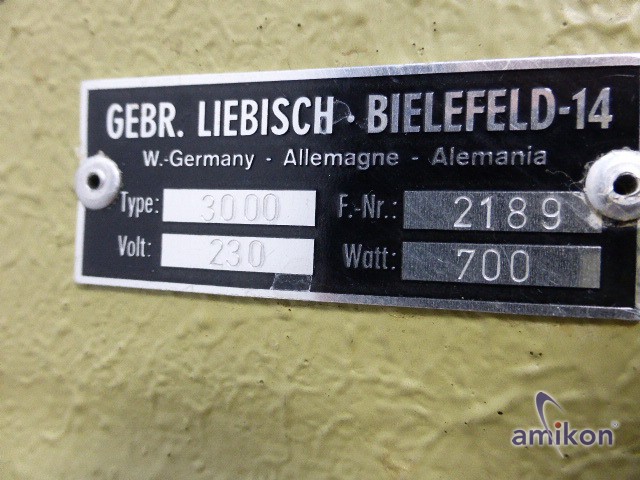 GEBR. LIEBISCH · BIELEFELD-14
W.-Germany - Allemagne - Alemania
Type: 3000 F.-Nr.: 2189
Volt: 230 Watt: 700
amikon®